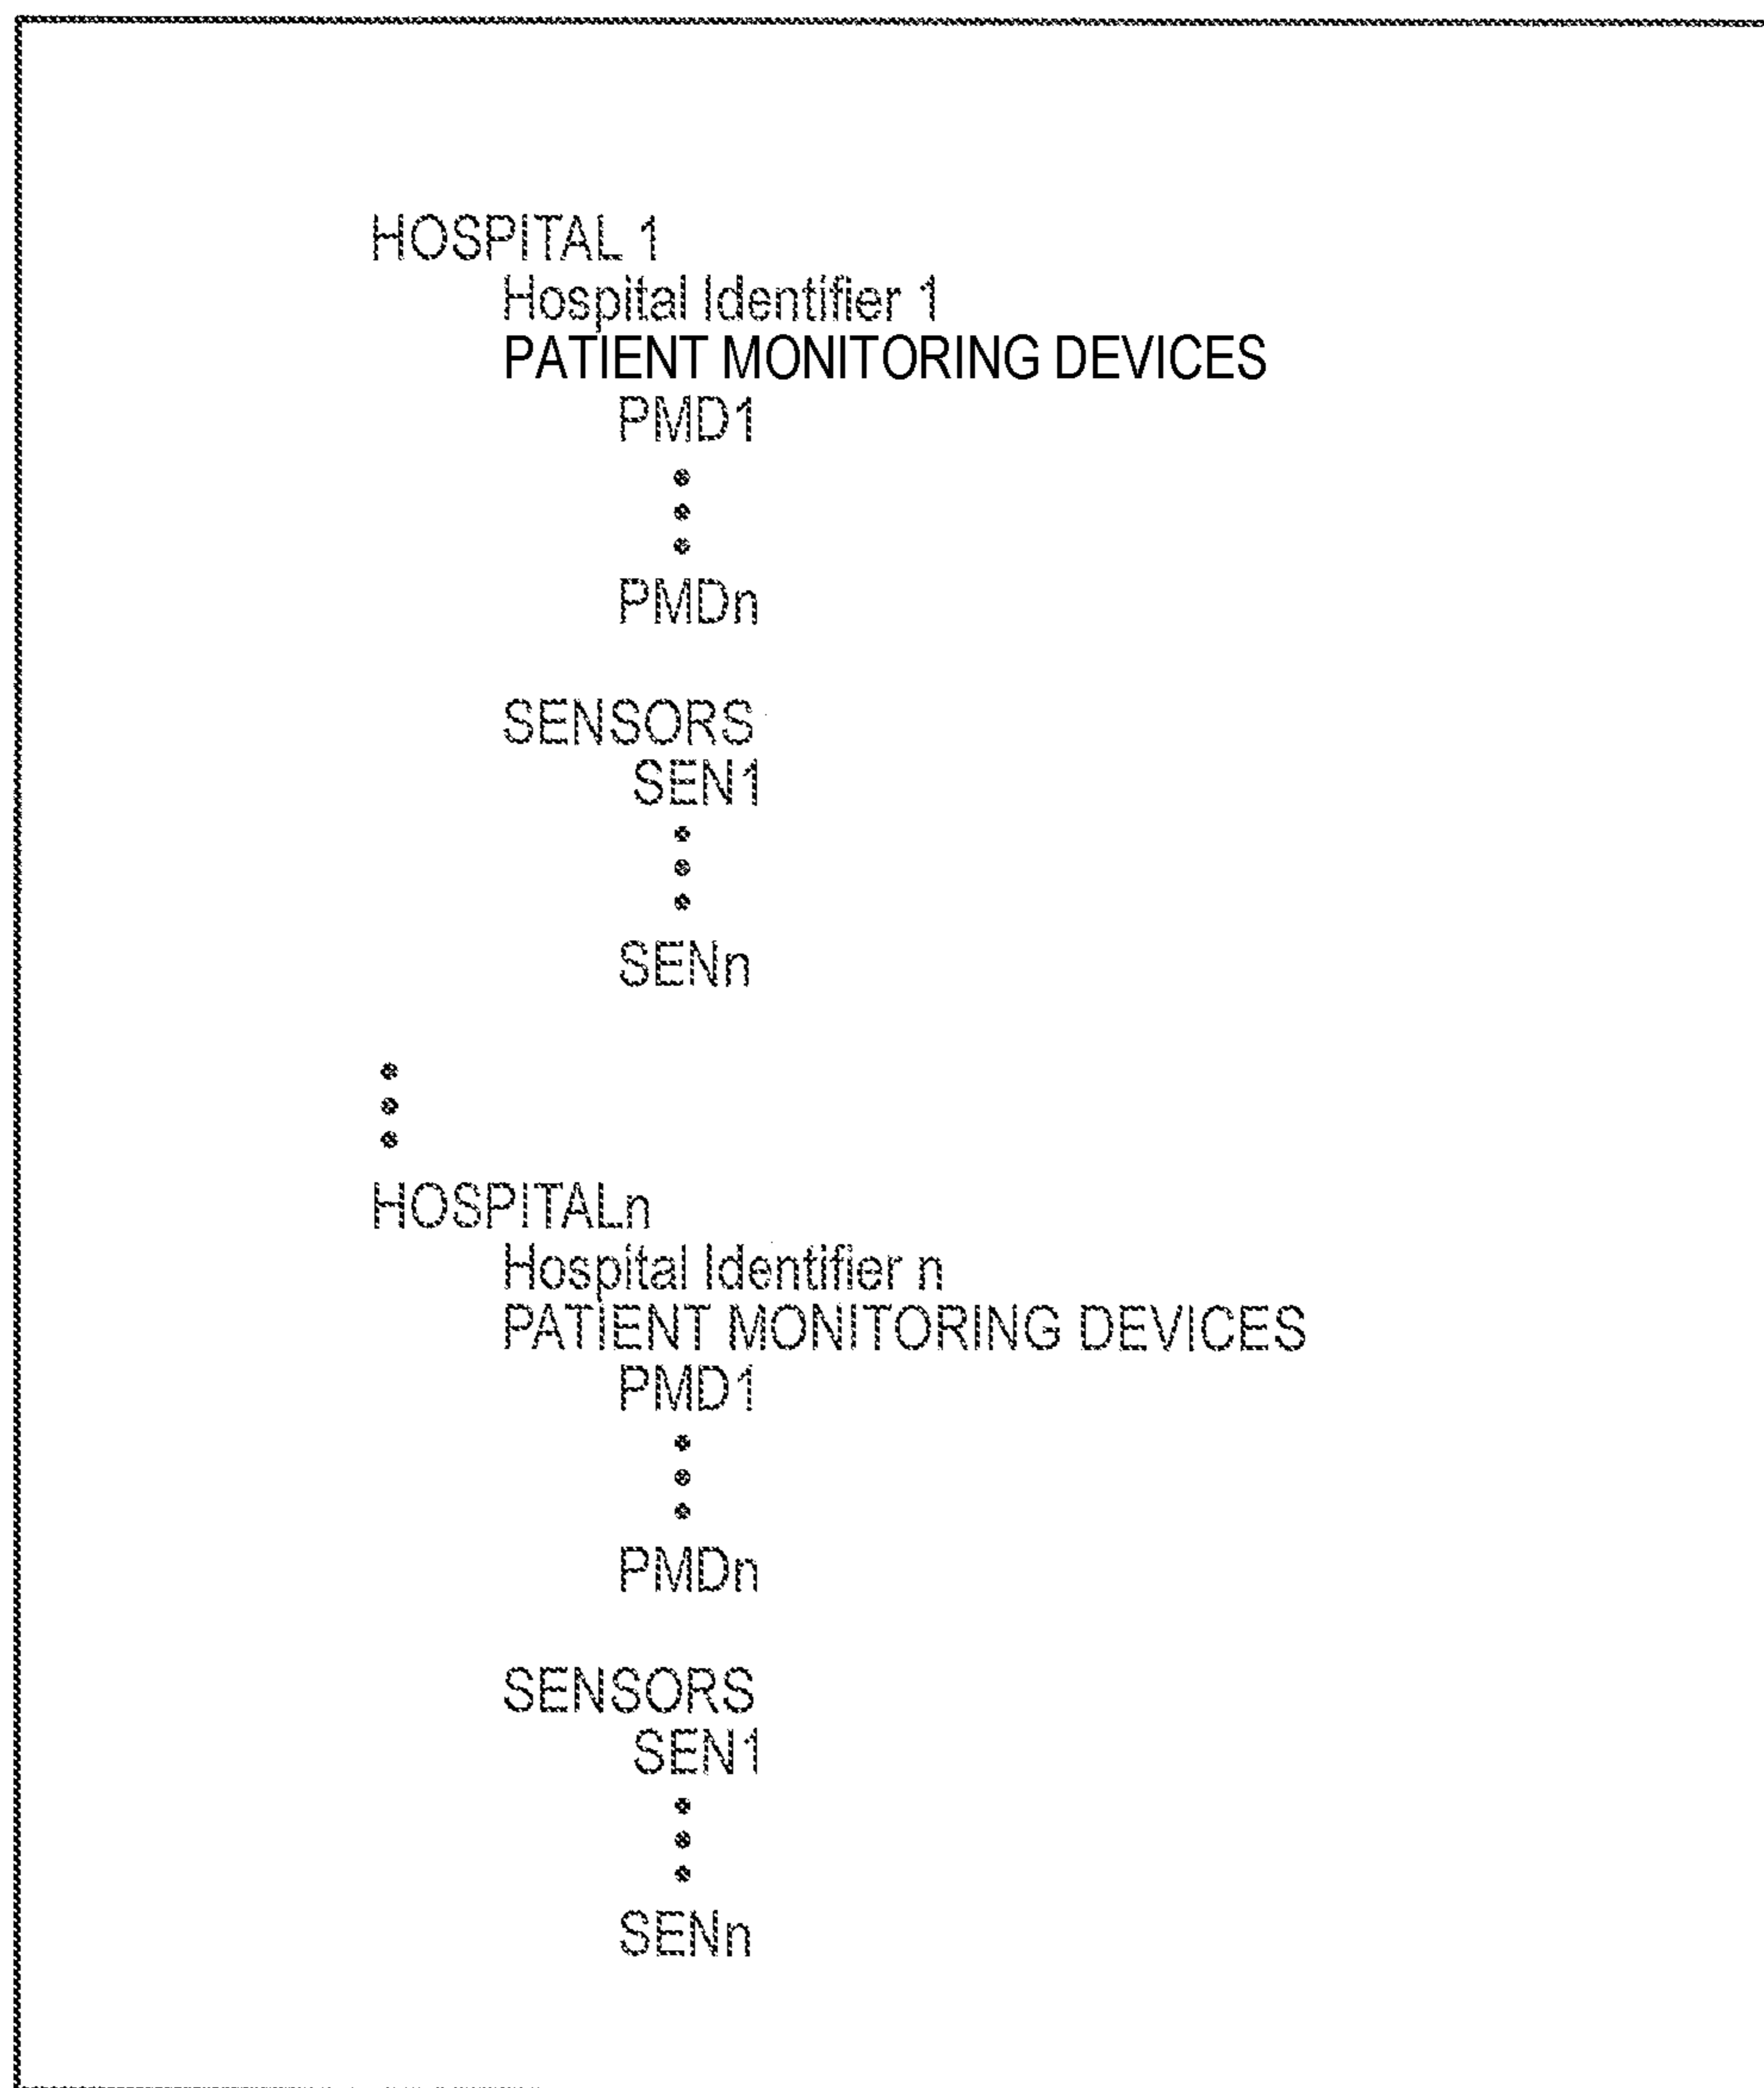 HOSPITAL 1
Hospital Identifier 1
PATIENT MONITORING DEVICES
PMD1
PMDn
SENSORS
SEN1
SENn
HOSPITALn
Hospital Identifier n
PATIENT MONITORING DEVICES
PMD1
PMDn
SENSORS
SEN1
SENn